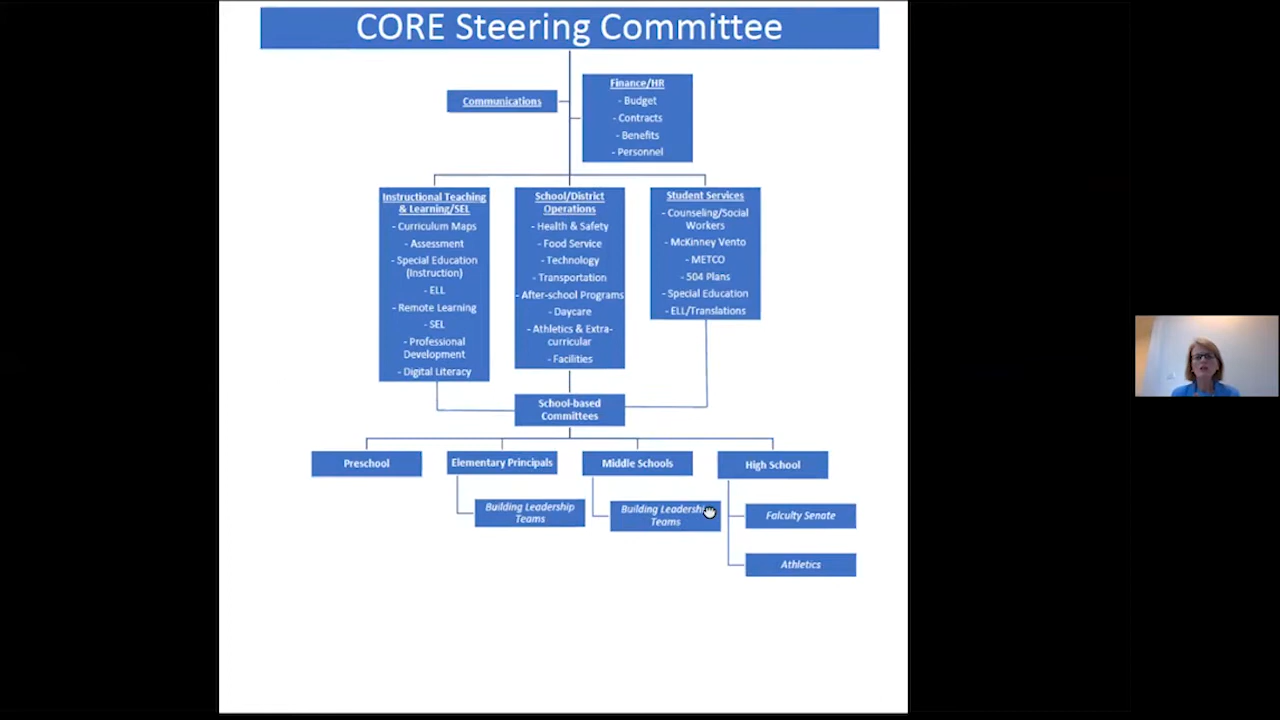 CORE Steering Committee
Communications
Finance/HR
- Budget
- Contracts
- Benefits
- Personnel
Instructional Teaching
& Learning/SEL
- Curriculum Maps
- Assessment
- Special Education
(Instruction)
- ELL
- Remote Learning
- SEL
- Professional
Development
- Digital Literacy
School/District
Operations
- Health & Safety
- Food Service
- Technology
- Transportation
- After-school Programs
- Daycare
- Athletics & Extra-
curricular
- Facilities
Student Services
- Counseling/Social
Workers
- McKinney Vento
- METCO
- 504 Plans
- Special Education
- ELL/Translations
School-based
Committees
Preschool
Elementary Principals
Middle Schools
High School
Building Leadership
Teams
Building Leadership
Teams
Falculty Senate
Athletics